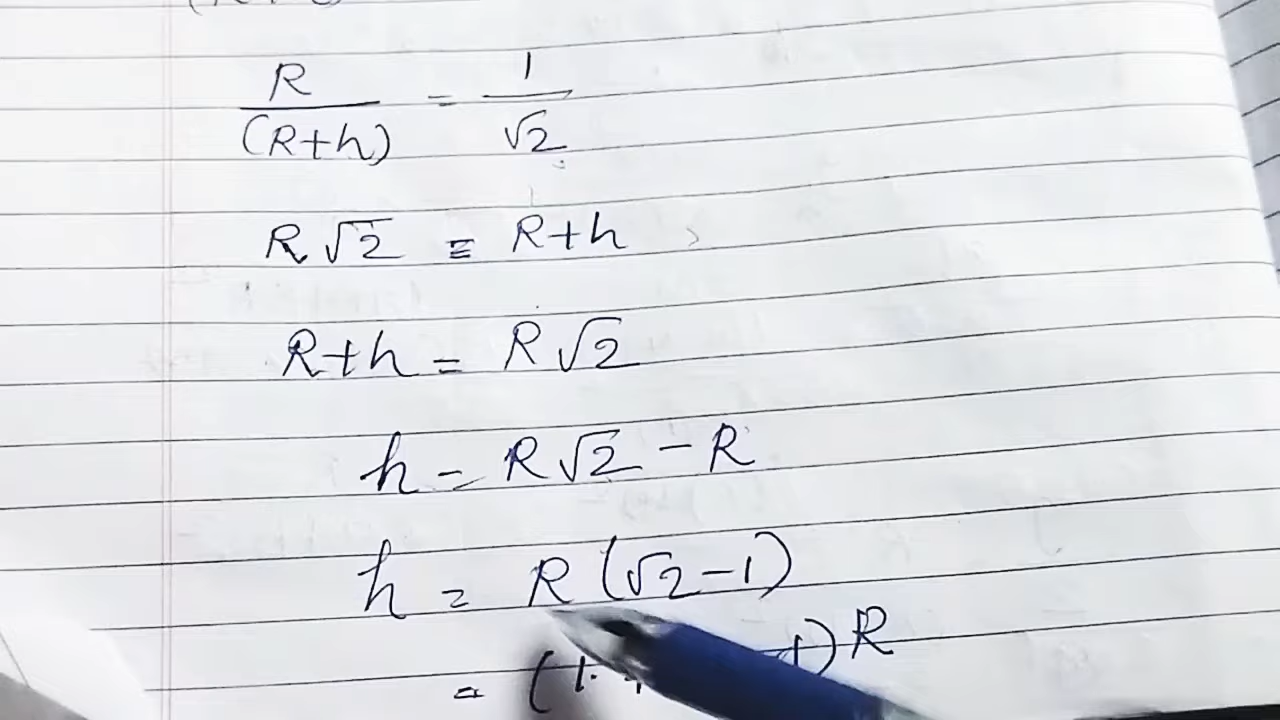 R/(R+h) = 1/√2
R√2 = R+h
R+h = R√2
h = R√2 - R
h = R(√2-1)